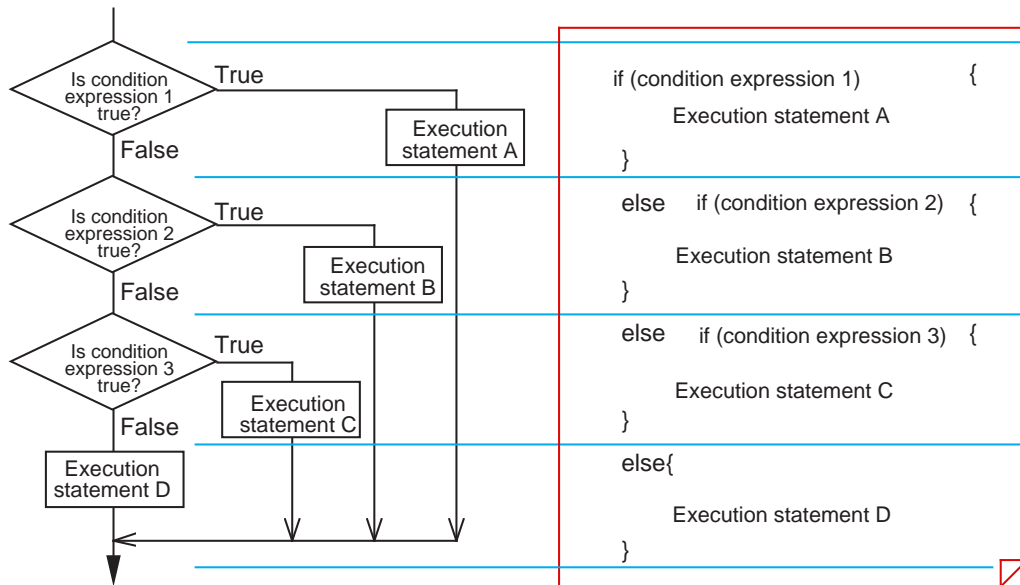 Is condition
expression 1
true?
True
False
Execution
statement A
Is condition
expression 2
true?
True
False
Execution
statement B
Is condition
expression 3
true?
True
False
Execution
statement C
Execution
statement D
if (condition expression 1) {
Execution statement A
}
else if (condition expression 2) {
Execution statement B
}
else if (condition expression 3) {
Execution statement C
}
else{
Execution statement D
}